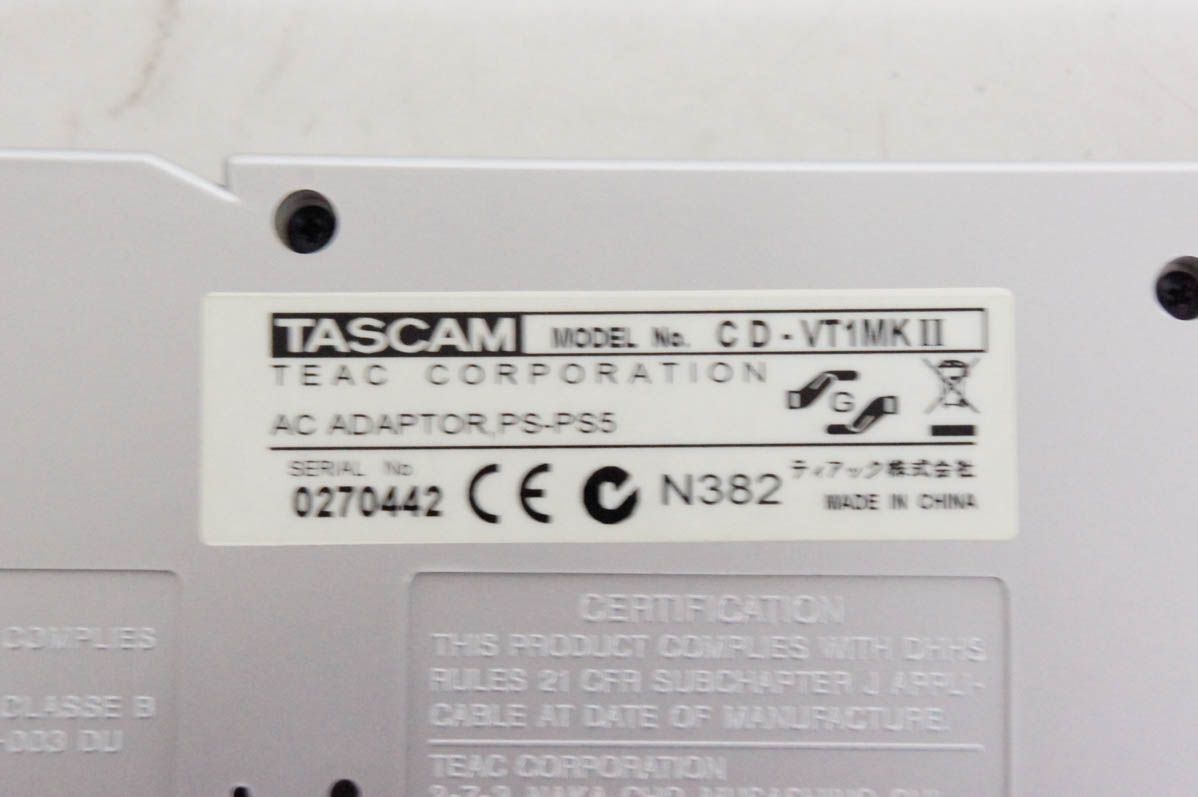 TASCAM MODEL No. CD-VT1MKII
TEAC CORPORATION
G
AC ADAPTOR,PS-PS5
SERIAL No
0270442 CE N382
ティアック株式会社
MADE IN CHINA
COMPLIES
CLASSE B
-003 DU
CERTIFICATION
THIS PRODUCT COMPLIES WITH DHHS
RULES 21 CFR SUBCHAPTER J APPLI-
CABLE AT DATE OF MANUFACTURE.
TEAC CORPORATION